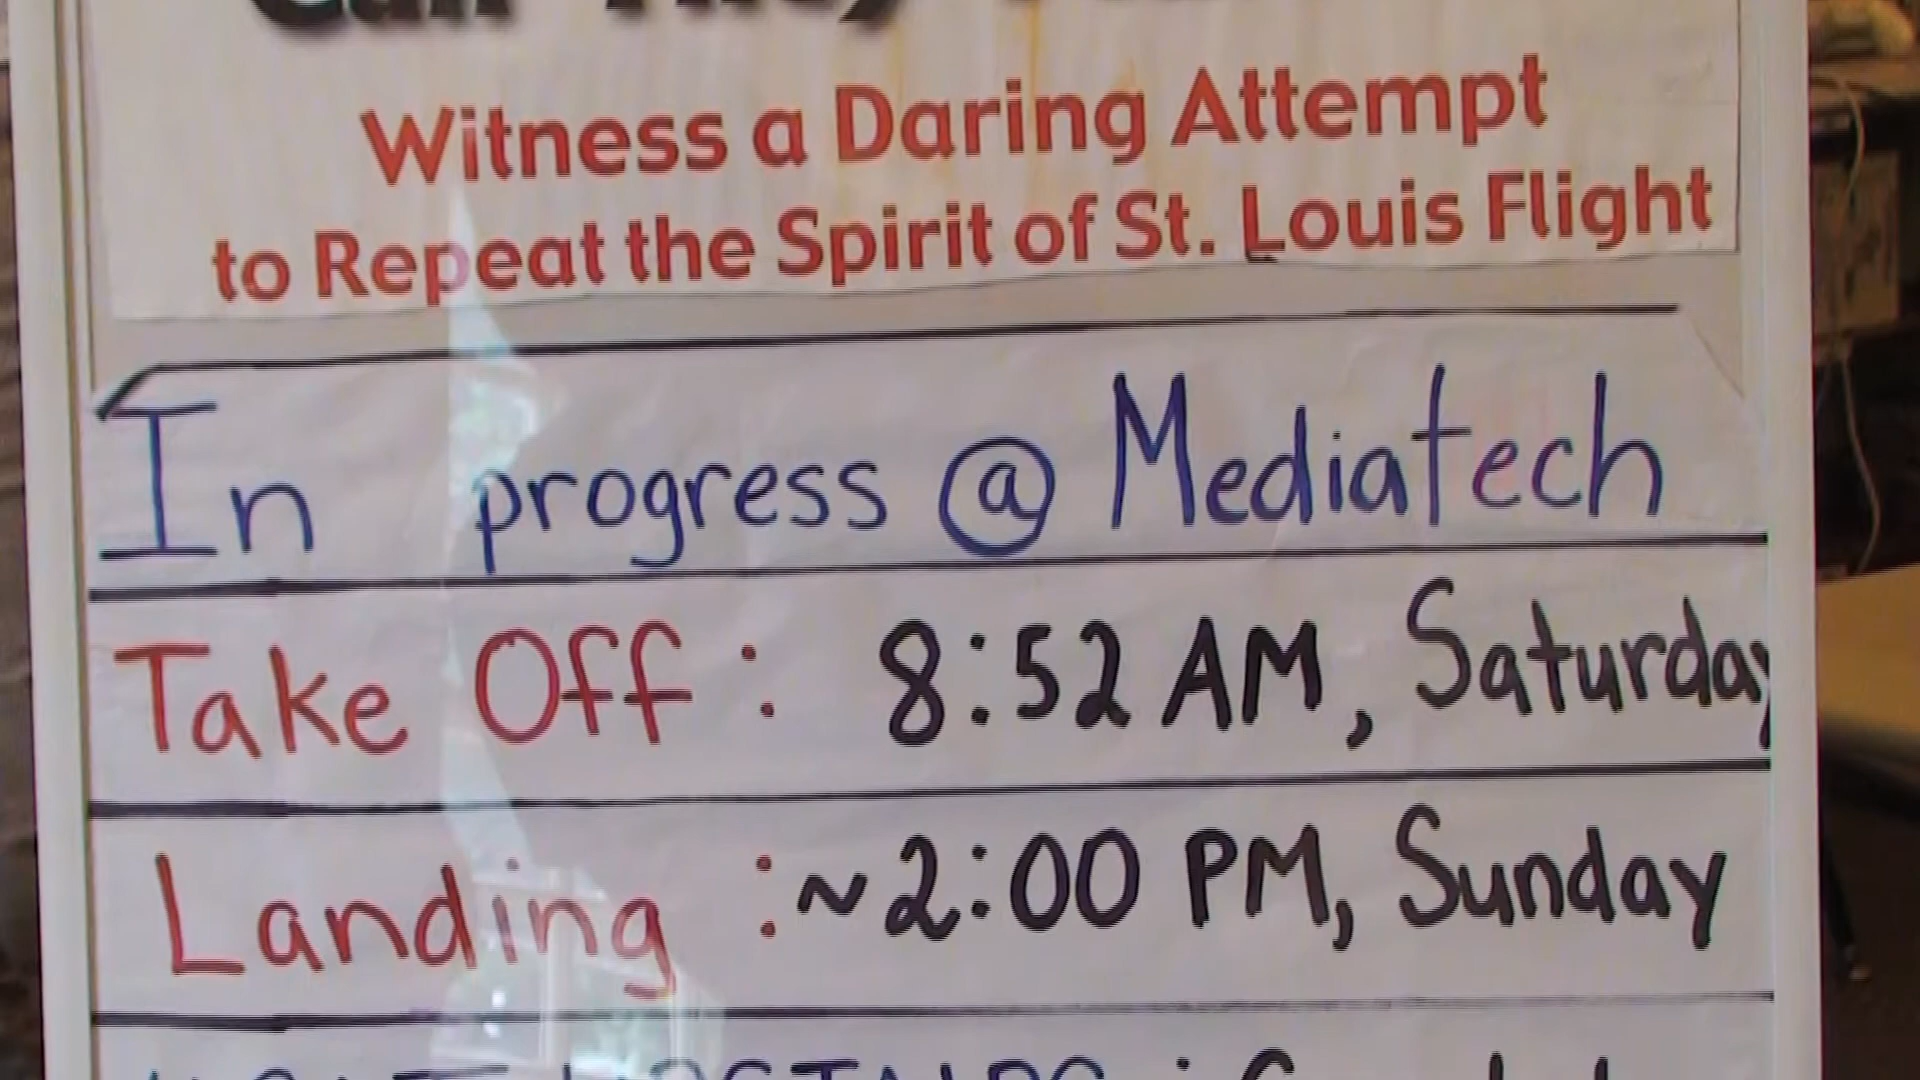 Witness a Daring Attempt
to Repeat the Spirit of St. Louis Flight
In progress @ Mediatech
Take Off : 8:52 AM, Saturday
Landing :~2:00 PM, Sunday